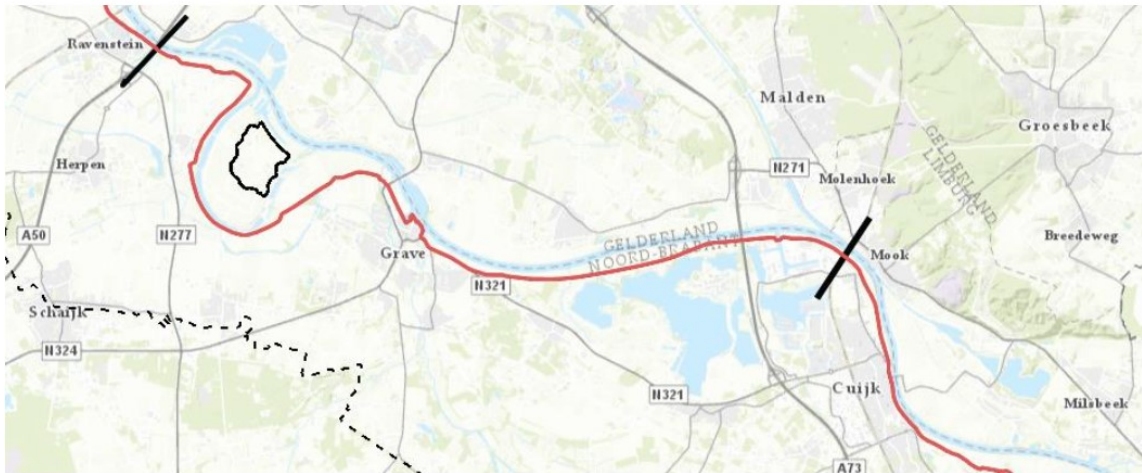 Ravenstein
Malden
Groesbeek
Herpen
N271
Molenhoek
GELDERLAND
LIMBURG
A50
N277
Grave
GELDERLAND
NOORD-BRABANT
Mook
Breedeweg
N321
Schaijk
N324
N321
Cuijk
Milsbeek
A73